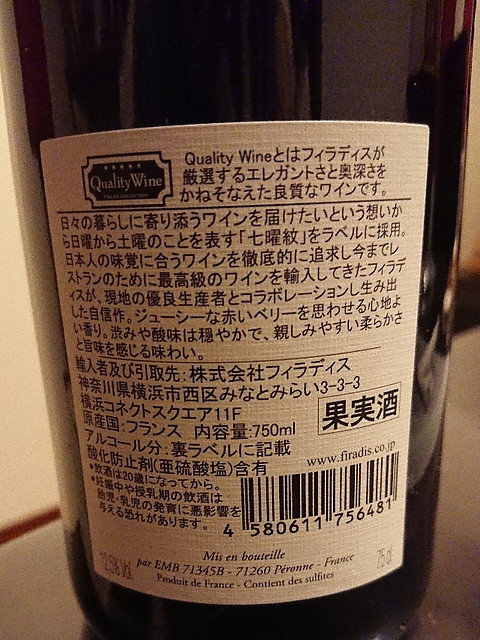 Quality Wine
Quality Wineとはフィラディスが
厳選するエレガントさと奥深さを
かねそなえた良質なワインです。
日々の暮らしに寄り添うワインを届けたいという想いか
ら日曜から土曜のことを表す「七曜紋」をラベルに採用。
日本人の味覚に合うワインを徹底的に追求し今までレ
ストランのために最高級のワインを輸入してきたフィラデ
ィスが、現地の優良生産者とコラボレーションし生み出
した自信作。ジューシーな赤いベリーを思わせる心地よ
い香り。渋みや酸味は穏やかで、親しみやすい柔らかさ
と旨味を感じる味わい。
輸入者及び引取先:株式会社フィラディス
神奈川県横浜市西区みなとみらい3-3-3
横浜コネクトスクエア11F
原産国:フランス 内容量:750ml
果実酒
アルコール分:裏ラベルに記載
酸化防止剤(亜硫酸塩)含有
www.firadis.co.jp
•飲酒は20歳になってから。
•妊娠中や授乳期の飲酒は
胎児・乳児の発育に悪影響を
与える恐れがあります。
4 580611 756481
Mis en bouteille
par EMB 71345B - 71260 Péronne - France
Produit de France - Contient des sulfites
12.5% Vol.
75 cl